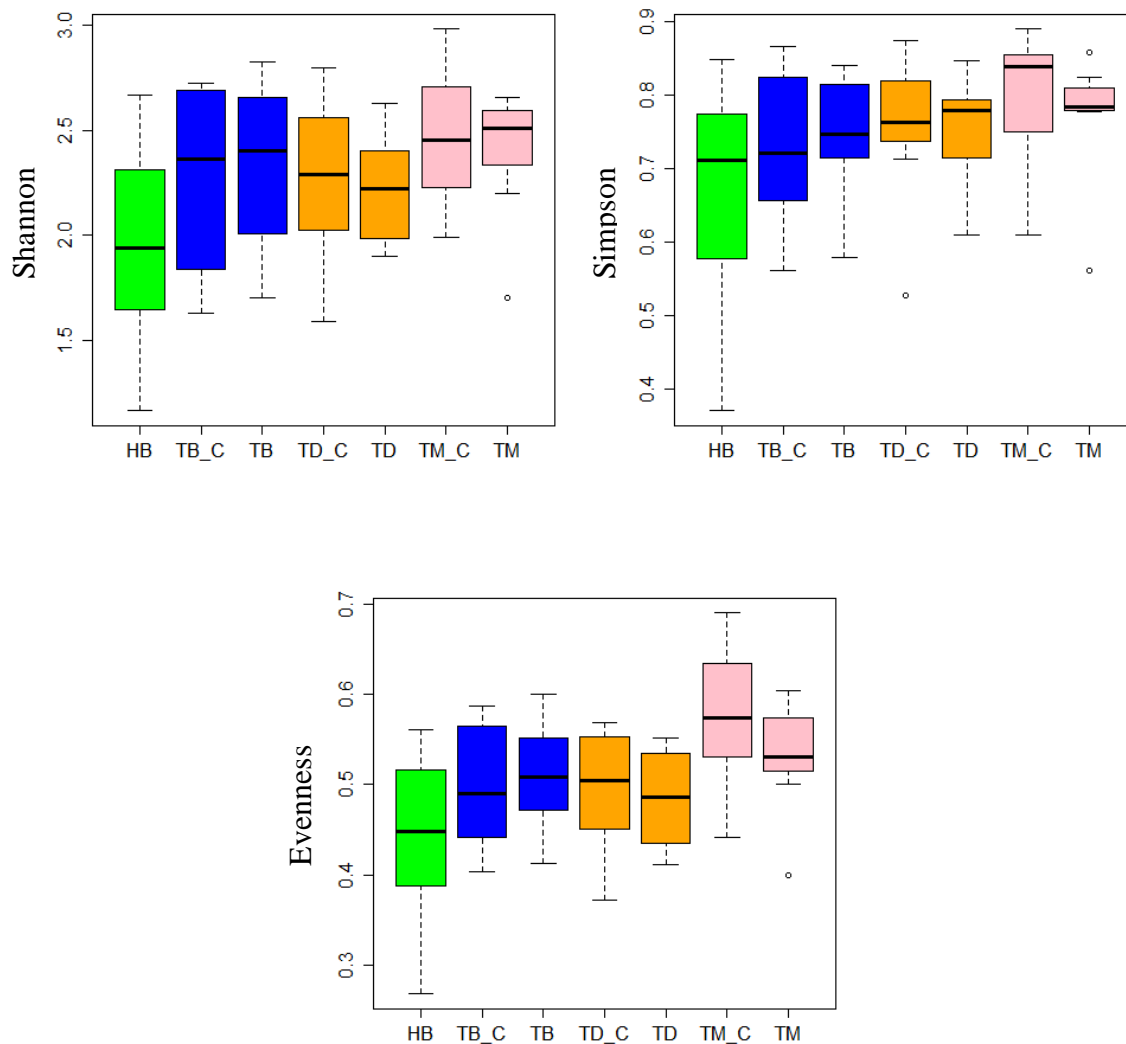 Shannon
3.0
2.5
2.0
1.5
HB TB_C TB TD_C TD TM_C TM
Simpson
0.9
0.8
0.7
0.6
0.5
0.4
HB TB_C TB TD_C TD TM_C TM
Evenness
0.7
0.6
0.5
0.4
0.3
HB TB_C TB TD_C TD TM_C TM